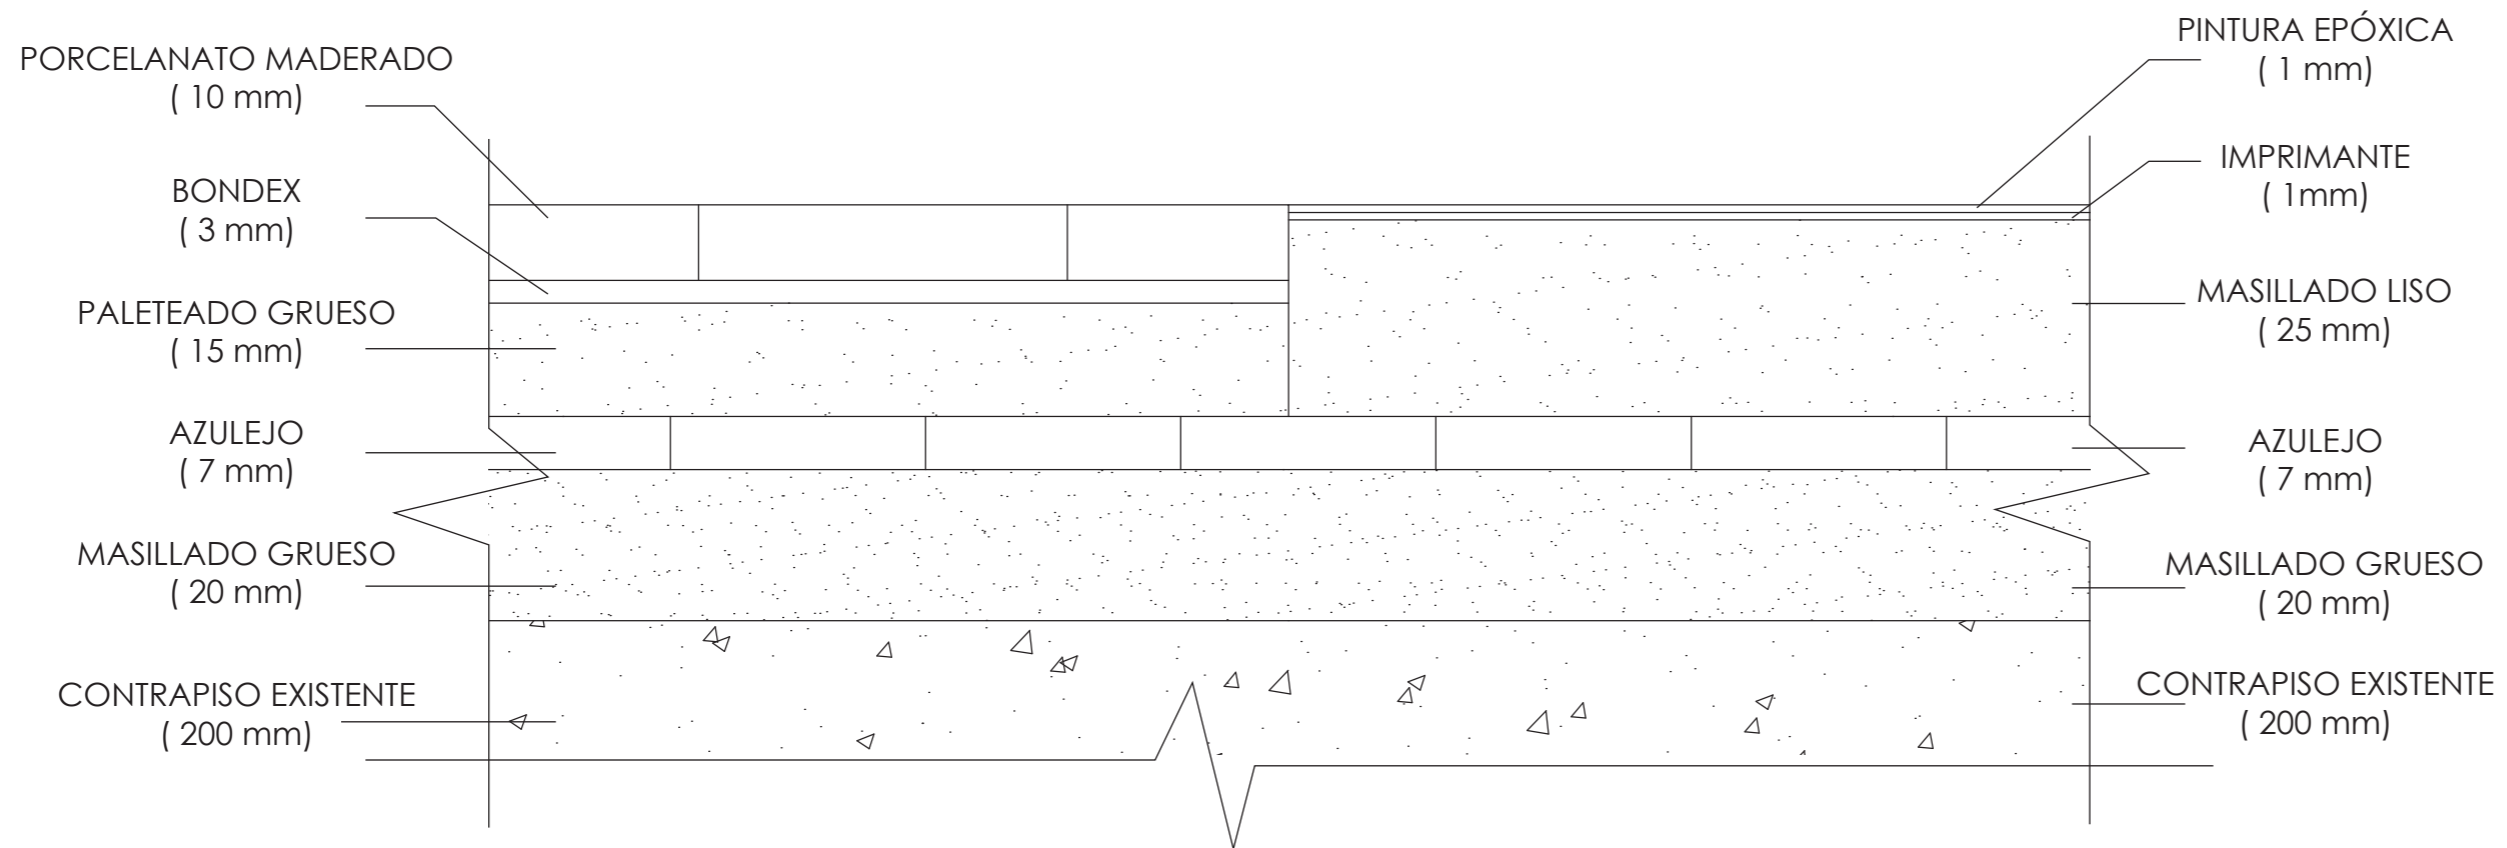 PORCELANATO MADERADO
( 10 mm)
BONDEX
( 3 mm)
PALETEADO GRUESO
( 15 mm)
AZULEJO
( 7 mm)
MASILLADO GRUESO
( 20 mm)
CONTRAPISO EXISTENTE
( 200 mm)
PINTURA EPÓXICA
( 1 mm)
IMPRIMANTE
( 1mm)
MASILLADO LISO
( 25 mm)
AZULEJO
( 7 mm)
MASILLADO GRUESO
( 20 mm)
CONTRAPISO EXISTENTE
( 200 mm)